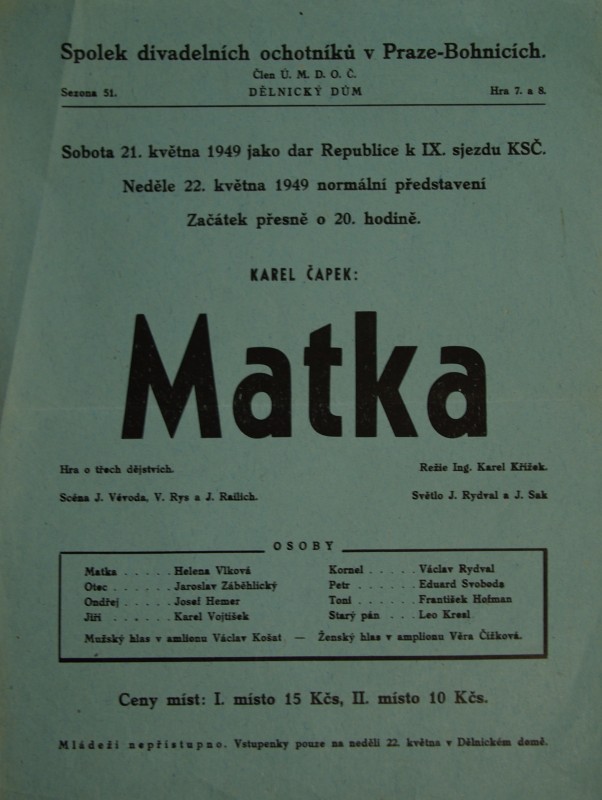 Spolek divadelních ochotníků v Praze-Bohnicích.
Člen Ú. M. D. O. Č.
Sezona 51. DĚLNICKÝ DŮM Hra 7. a 8.
Sobota 21. května 1949 jako dar Republice k IX. sjezdu KSČ.
Neděle 22. května 1949 normální představení
Začátek přesně o 20. hodině.
KAREL ČAPEK:
Matka
Hra o třech dějstvích. Režie Ing. Karel Křížek.
Scéna J. Vévoda, V. Rys a J. Railich. Světlo J. Rydval a J. Sak
OSOBY
Matka . . . . . Helena Vlková Kornel . . . . . Václav Rydval
Otec . . . . . . Jaroslav Záběhlický Petr . . . . . . Eduard Svoboda
Ondřej . . . . . Josef Hemer Toni . . . . . . František Hofman
Jiří . . . . . . Karel Vojtíšek Starý pán . . . Leo Kresl
Mužský hlas v amlionu Václav Košat — Ženský hlas v amplionu Věra Čížková.
Ceny míst: I. místo 15 Kčs, II. místo 10 Kčs.
Mládeži nepřístupno. Vstupenky pouze na neděli 22. května v Dělnickém domě.